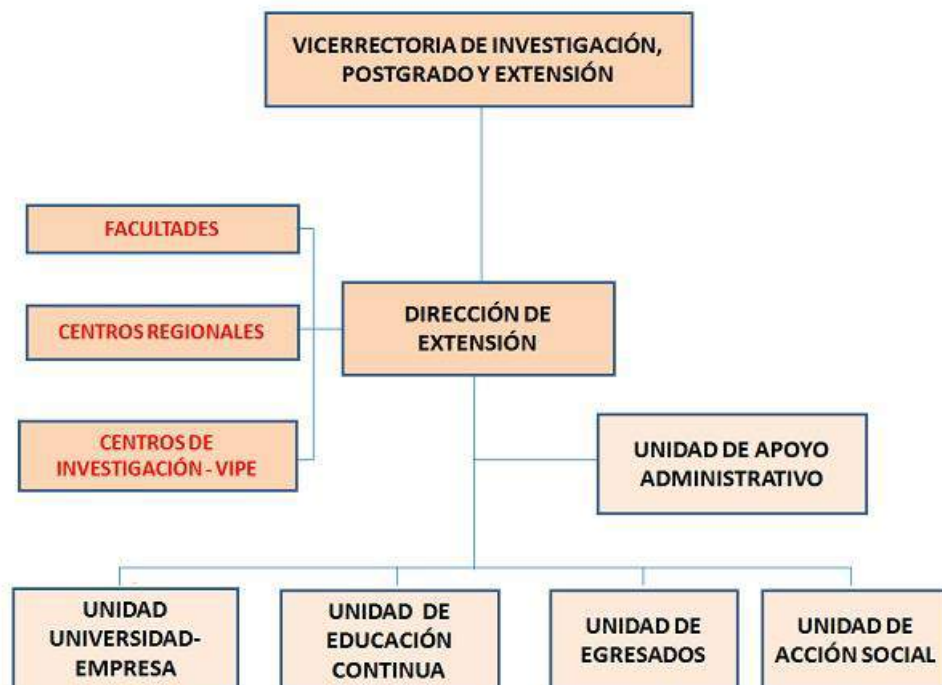 VICERRECTORIA DE INVESTIGACIÓN,
POSTGRADO Y EXTENSIÓN
FACULTADES
CENTROS REGIONALES
CENTROS DE
INVESTIGACIÓN - VIPE
DIRECCIÓN DE
EXTENSIÓN
UNIDAD DE APOYO
ADMINISTRATIVO
UNIDAD
UNIVERSIDAD-
EMPRESA
UNIDAD DE
EDUCACIÓN
CONTINUA
UNIDAD DE
EGRESADOS
UNIDAD DE
ACCIÓN SOCIAL